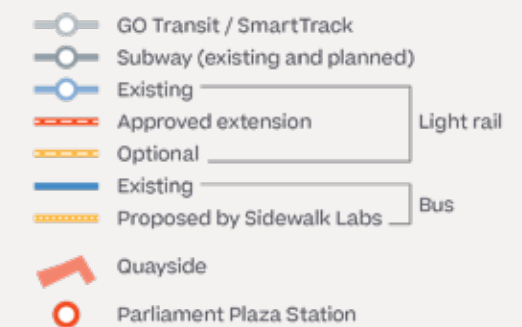 GO Transit / SmartTrack
Subway (existing and planned)
Existing
Approved extension
Light rail
Optional
Existing
Bus
Proposed by Sidewalk Labs
Quayside
Parliament Plaza Station